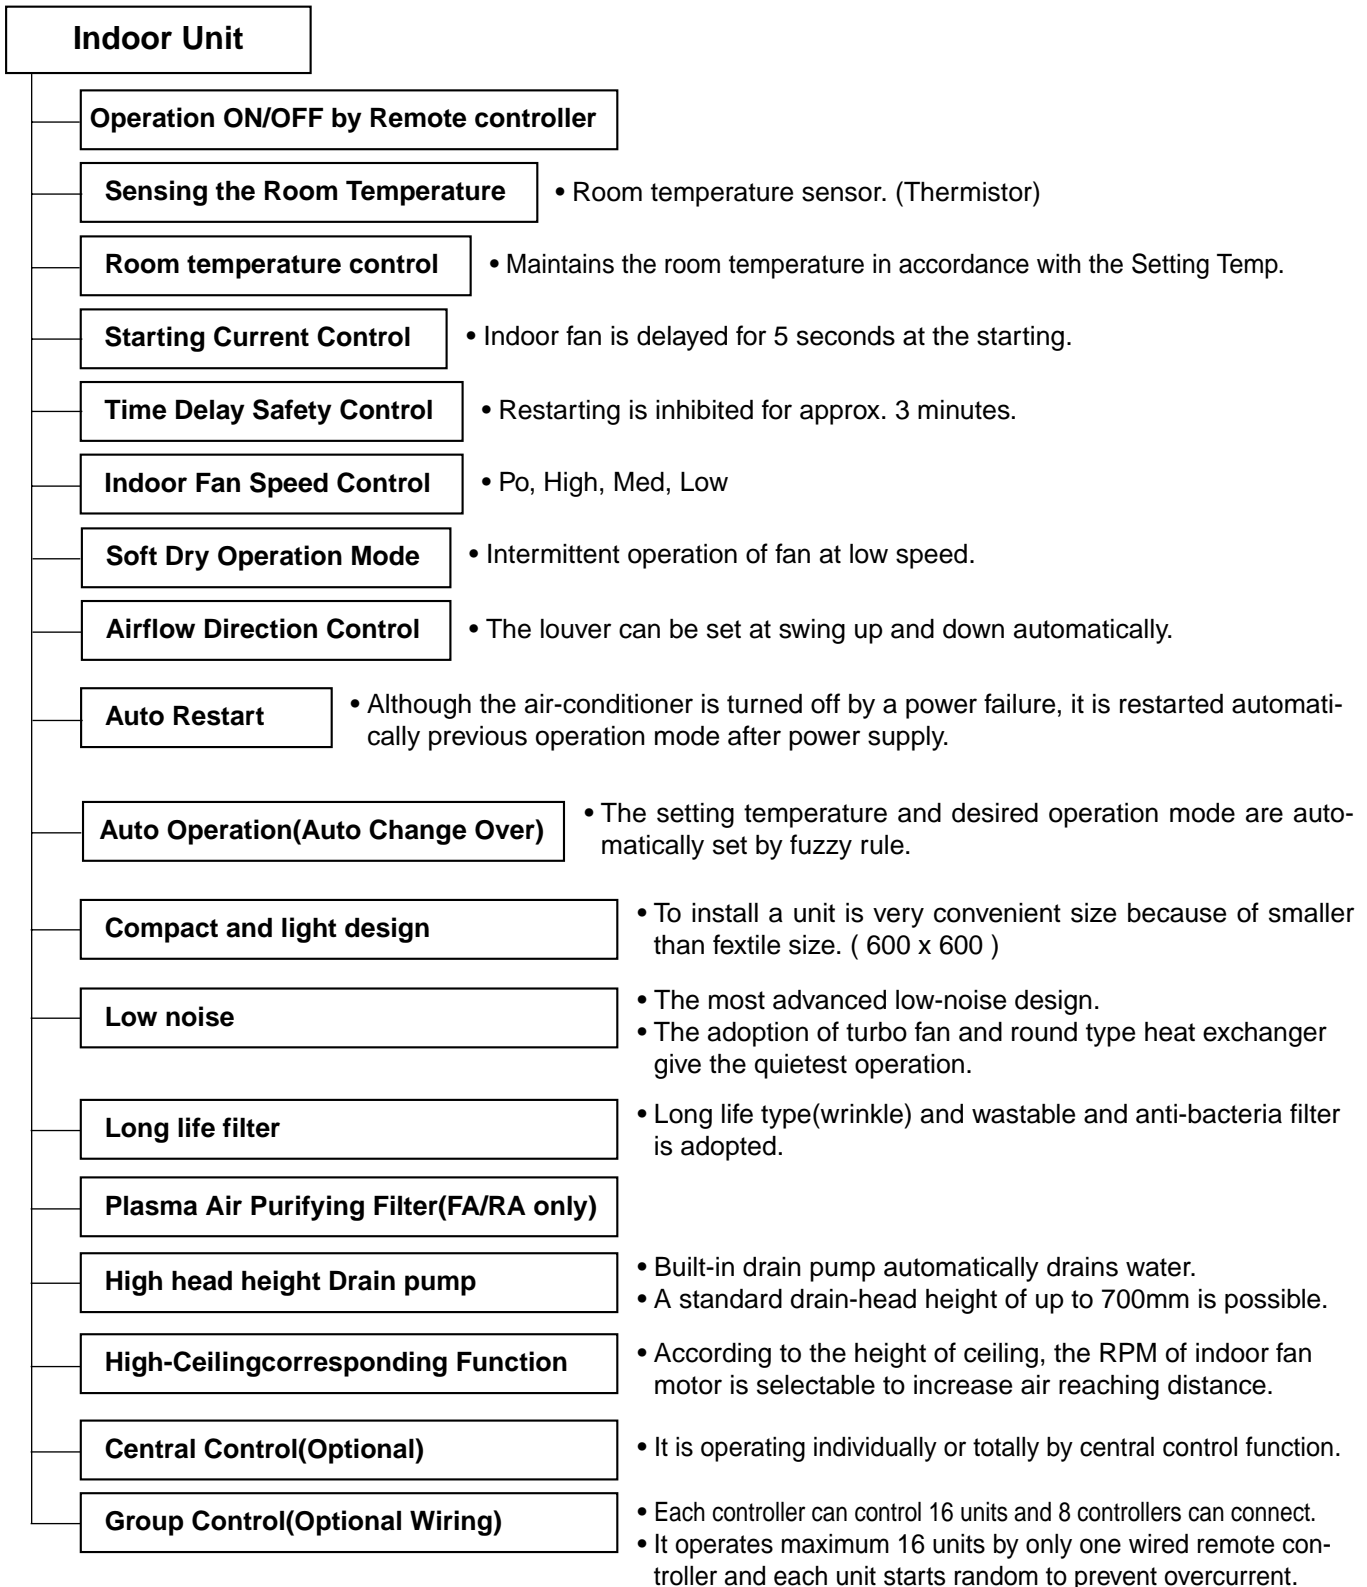 Indoor Unit
Operation ON/OFF by Remote controller
Sensing the Room Temperature
• Room temperature sensor. (Thermistor)
Room temperature control
• Maintains the room temperature in accordance with the Setting Temp.
Starting Current Control
• Indoor fan is delayed for 5 seconds at the starting.
Time Delay Safety Control
• Restarting is inhibited for approx. 3 minutes.
Indoor Fan Speed Control
• Po, High, Med, Low
Soft Dry Operation Mode
• Intermittent operation of fan at low speed.
Airflow Direction Control
• The louver can be set at swing up and down automatically.
Auto Restart
• Although the air-conditioner is turned off by a power failure, it is restarted automati-
cally previous operation mode after power supply.
Auto Operation(Auto Change Over)
• The setting temperature and desired operation mode are auto-
matically set by fuzzy rule.
Compact and light design
• To install a unit is very convenient size because of smaller
than fextile size. ( 600 x 600 )
Low noise
• The most advanced low-noise design.
• The adoption of turbo fan and round type heat exchanger
give the quietest operation.
Long life filter
• Long life type(wrinkle) and wastable and anti-bacteria filter
is adopted.
Plasma Air Purifying Filter(FA/RA only)
High head height Drain pump
• Built-in drain pump automatically drains water.
• A standard drain-head height of up to 700mm is possible.
High-Ceilingcorresponding Function
• According to the height of ceiling, the RPM of indoor fan
motor is selectable to increase air reaching distance.
Central Control(Optional)
• It is operating individually or totally by central control function.
Group Control(Optional Wiring)
• Each controller can control 16 units and 8 controllers can connect.
• It operates maximum 16 units by only one wired remote con-
troller and each unit starts random to prevent overcurrent.